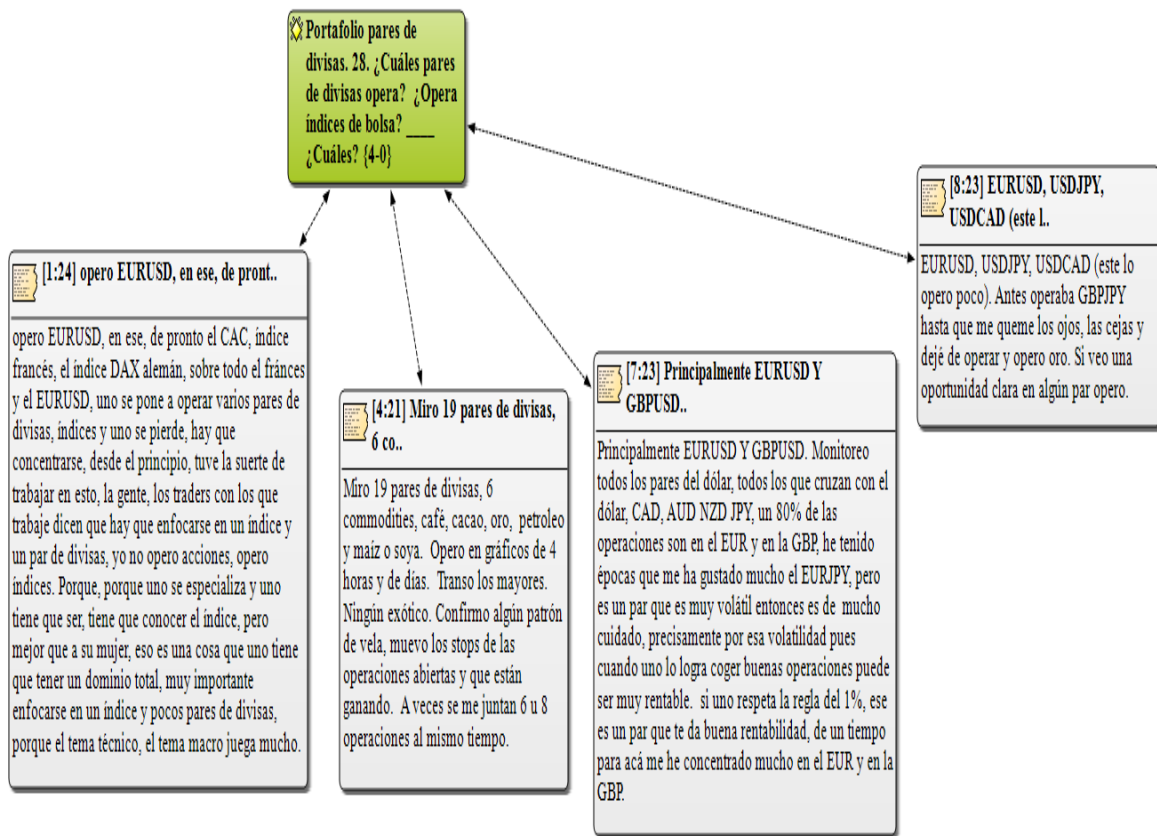 Portafolio pares de
divisas. 28. ¿Cuáles pares
de divisas opera? ¿Opera
índices de bolsa? ____
¿Cuáles? {4-0}
[1:24] opero EURUSD, en ese, de pront..
opero EURUSD, en ese, de pronto el CAC, índice
francés, el índice DAX alemán, sobre todo el fránces
y el EURUSD, uno se pone a operar varios pares de
divisas, índices y uno se pierde, hay que
concentrarse, desde el principio, tuve la suerte de
trabajar en esto, la gente, los traders con los que
trabaje dicen que hay que enfocarse en un índice y
un par de divisas, yo no opero acciones, opero
índices. Porque, porque uno se especializa y uno
tiene que ser, tiene que conocer el índice, pero
mejor que a su mujer, eso es una cosa que uno tiene
que tener un dominio total, muy importante
enfocarse en un índice y pocos pares de divisas,
porque el tema técnico, el tema macro juega mucho.
[4:21] Miro 19 pares de divisas,
6 co..
Miro 19 pares de divisas, 6
commodities, café, cacao, oro, petroleo
y maíz o soya. Opero en gráficos de 4
horas y de días. Transo los mayores.
Ningún exótico. Confirmo algún patrón
de vela, muevo los stops de las
operaciones abiertas y que están
ganando. A veces se me juntan 6 u 8
operaciones al mismo tiempo.
[7:23] Principalmente EURUSD Y
GBPUSD..
Principalmente EURUSD Y GBPUSD. Monitoreo
todos los pares del dólar, todos los que cruzan con el
dólar, CAD, AUD NZD JPY, un 80% de las
operaciones son en el EUR y en la GBP, he tenido
épocas que me ha gustado mucho el EURJPY, pero
es un par que es muy volátil entonces es de mucho
cuidado, precisamente por esa volatilidad pues
cuando uno lo logra coger buenas operaciones puede
ser muy rentable. si uno respeta la regla del 1%, ese
es un par que te da buena rentabilidad, de un tiempo
para acá me he concentrado mucho en el EUR y en la
GBP.
[8:23] EURUSD, USDJPY,
USDCAD (este l..
EURUSD, USDJPY, USDCAD (este lo
opero poco). Antes operaba GBPJPY
hasta que me queme los ojos, las cejas y
dejé de operar y opero oro. Si veo una
oportunidad clara en algún par opero.